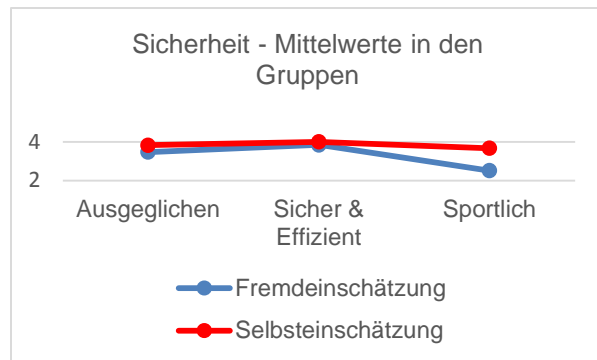 Sicherheit - Mittelwerte in den
Gruppen
4
2
Ausgeglichen Sicher & Sportlich
Effizient
Fremdeinschätzung
Selbsteinschätzung